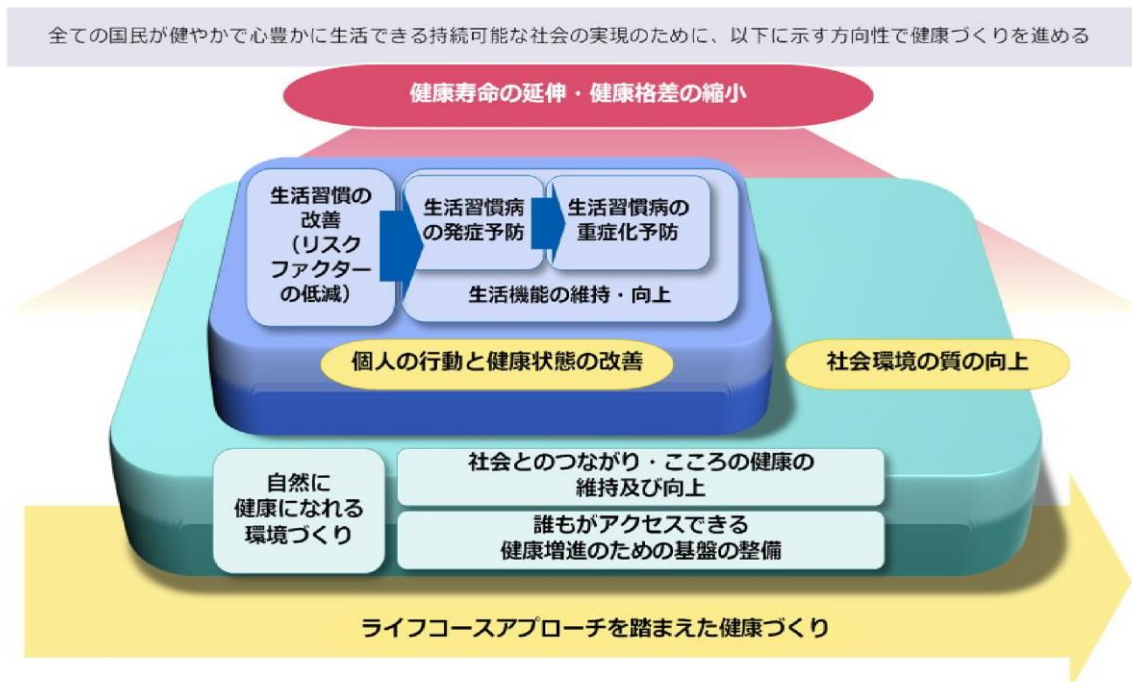 全ての国民が健やかで心豊かに生活できる持続可能な社会の実現のために、以下に示す方向性で健康づくりを進める
健康寿命の延伸・健康格差の縮小
生活習慣の
改善
（リスク
ファクター
の低減）
生活習慣病
の発症予防
生活習慣病の
重症化予防
生活機能の維持・向上
個人の行動と健康状態の改善
社会環境の質の向上
自然に
健康になれる
環境づくり
社会とのつながり・こころの健康の
維持及び向上
誰もがアクセスできる
健康増進のための基盤の整備
ライフコースアプローチを踏まえた健康づくり